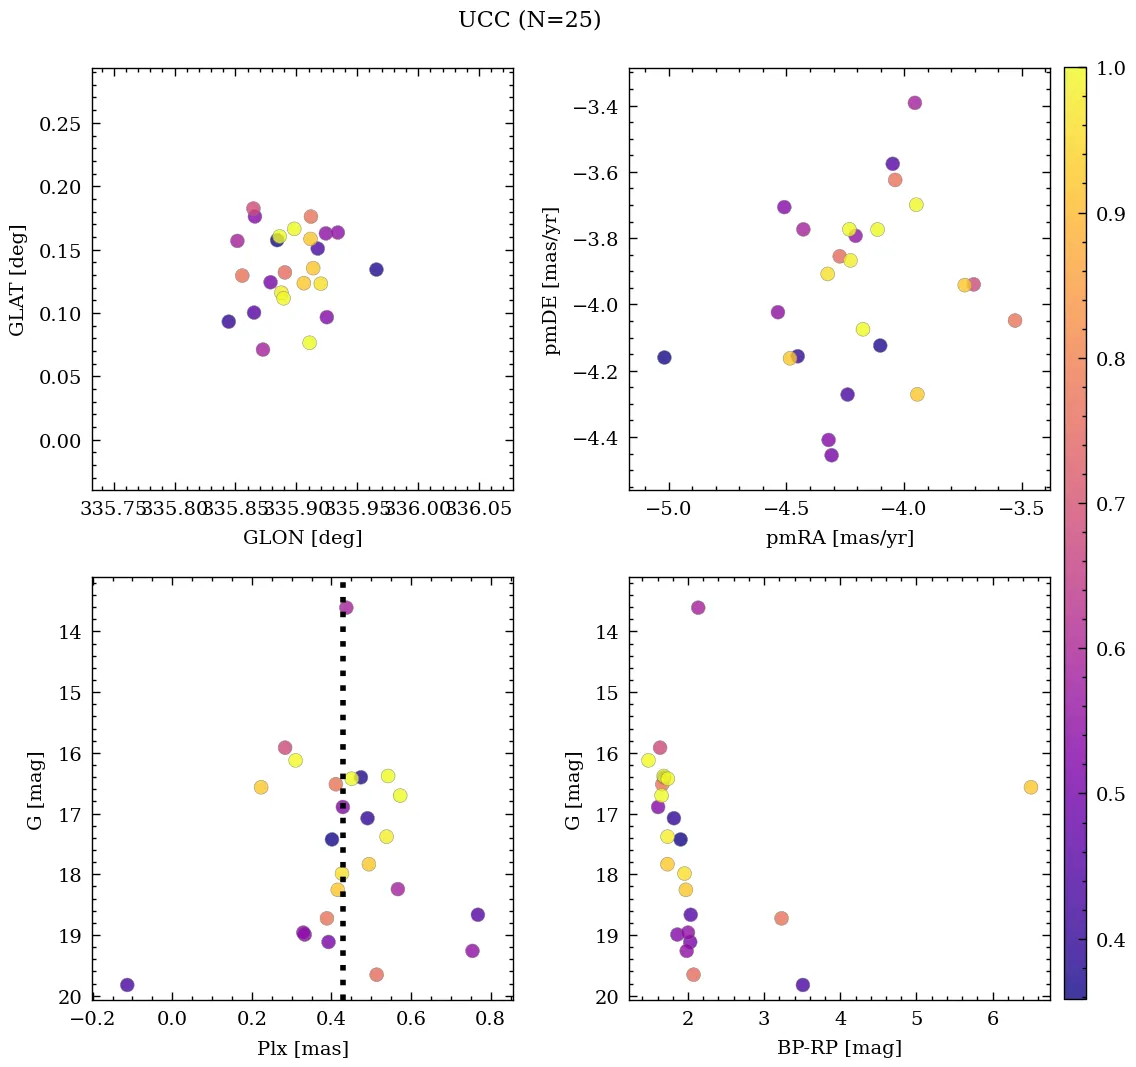 UCC (N=25)
0.25
0.20
0.15
0.10
0.05
0.00
GLAT [deg]
335.75 335.80 335.85 335.90 335.95 336.00 336.05
GLON [deg]
−3.4
−3.6
−3.8
−4.0
−4.2
−4.4
pmDE [mas/yr]
−5.0 −4.5 −4.0 −3.5
pmRA [mas/yr]
1.0
0.9
0.8
0.7
0.6
0.5
0.4
14
15
16
17
18
19
20
G [mag]
−0.2 0.0 0.2 0.4 0.6 0.8
Plx [mas]
14
15
16
17
18
19
20
G [mag]
2 3 4 5 6
BP-RP [mag]